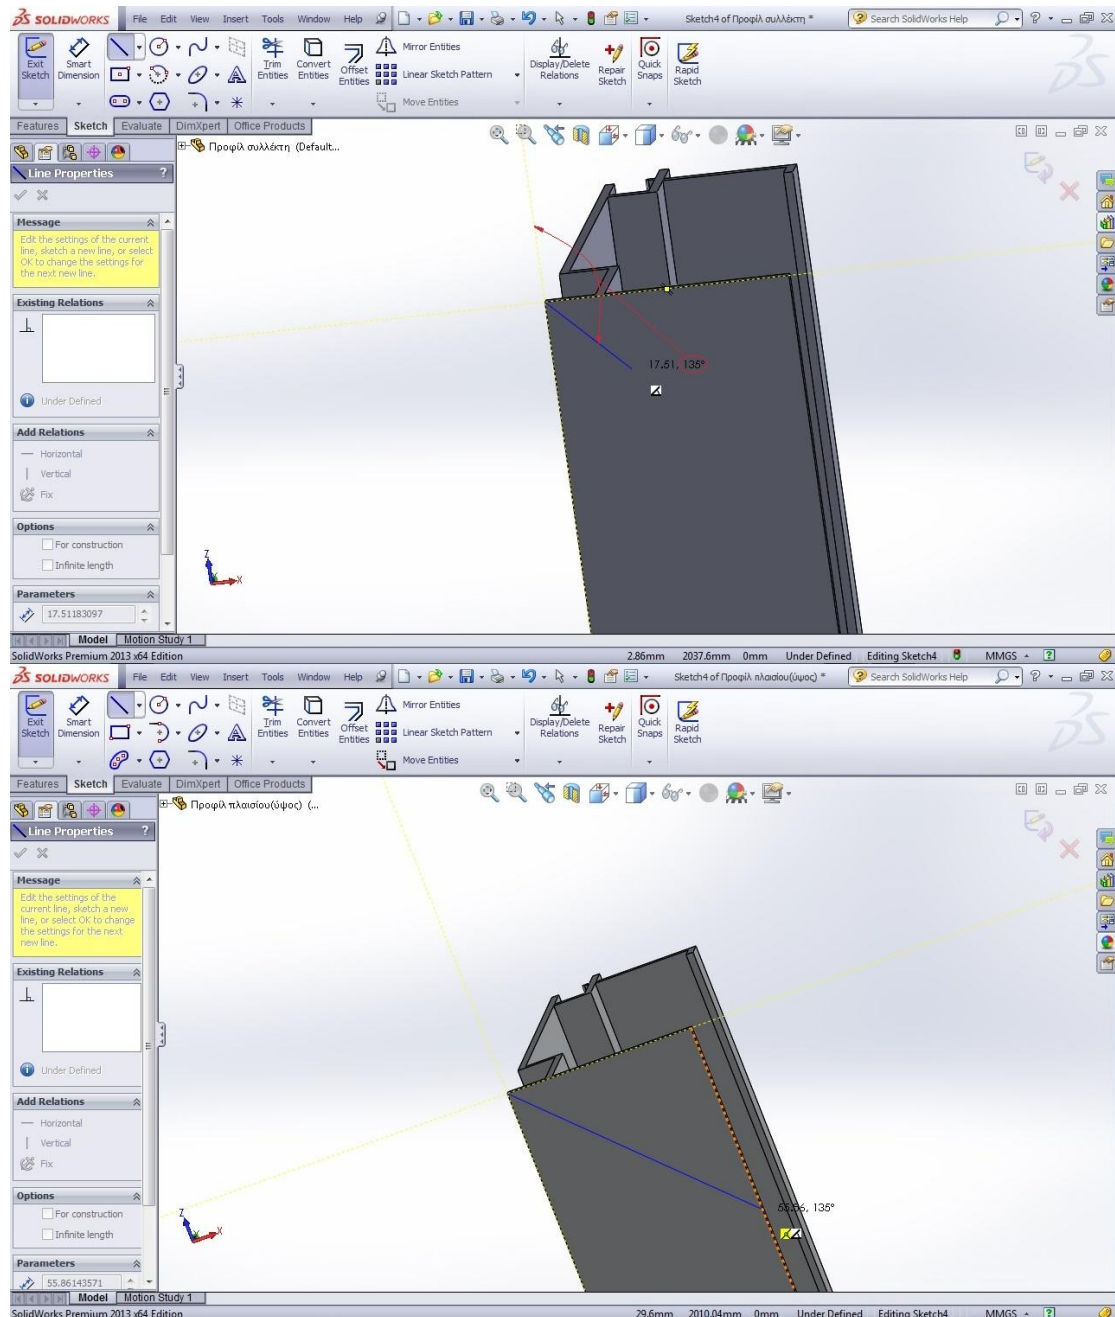 SOLIDWORKS File Edit View Insert Tools Window Help Sketch4 of Προφίλ συλλέκτη * Search SolidWorks Help
Exit Sketch
Smart Dimension
Trim Entities
Convert Entities
Offset Entities
Mirror Entities
Linear Sketch Pattern
Move Entities
Display/Delete Relations
Repair Sketch
Quick Snaps
Rapid Sketch
Features Sketch Evaluate DimXpert Office Products
Προφίλ συλλέκτη (Default...
Line Properties ?
Message
Edit the settings of the current
line, sketch a new line, or select
OK to change the settings for
the next new line.
Existing Relations
Under Defined
Add Relations
Horizontal
Vertical
Fix
Options
For construction
Infinite length
Parameters
17.51183097
17.51, 135°
Z
X
Model Motion Study 1
SolidWorks Premium 2013 x64 Edition 2.86mm 2037.6mm 0mm Under Defined Editing Sketch4 MMGS
SOLIDWORKS File Edit View Insert Tools Window Help Sketch4 of Προφίλ πλαισίου(ύψος) * Search SolidWorks Help
Exit Sketch
Smart Dimension
Trim Entities
Convert Entities
Offset Entities
Mirror Entities
Linear Sketch Pattern
Move Entities
Display/Delete Relations
Repair Sketch
Quick Snaps
Rapid Sketch
Features Sketch Evaluate DimXpert Office Products
Προφίλ πλαισίου(ύψος) (...
Line Properties ?
Message
Edit the settings of the
current line, sketch a new
line, or select OK to change
the settings for the next
new line.
Existing Relations
Under Defined
Add Relations
Horizontal
Vertical
Fix
Options
For construction
Infinite length
Parameters
55.86143571
135°
Z
X
Model Motion Study 1
SolidWorks Premium 2013 x64 Edition 29.6mm 2010.04mm 0mm Under Defined Editing Sketch4 MMGS